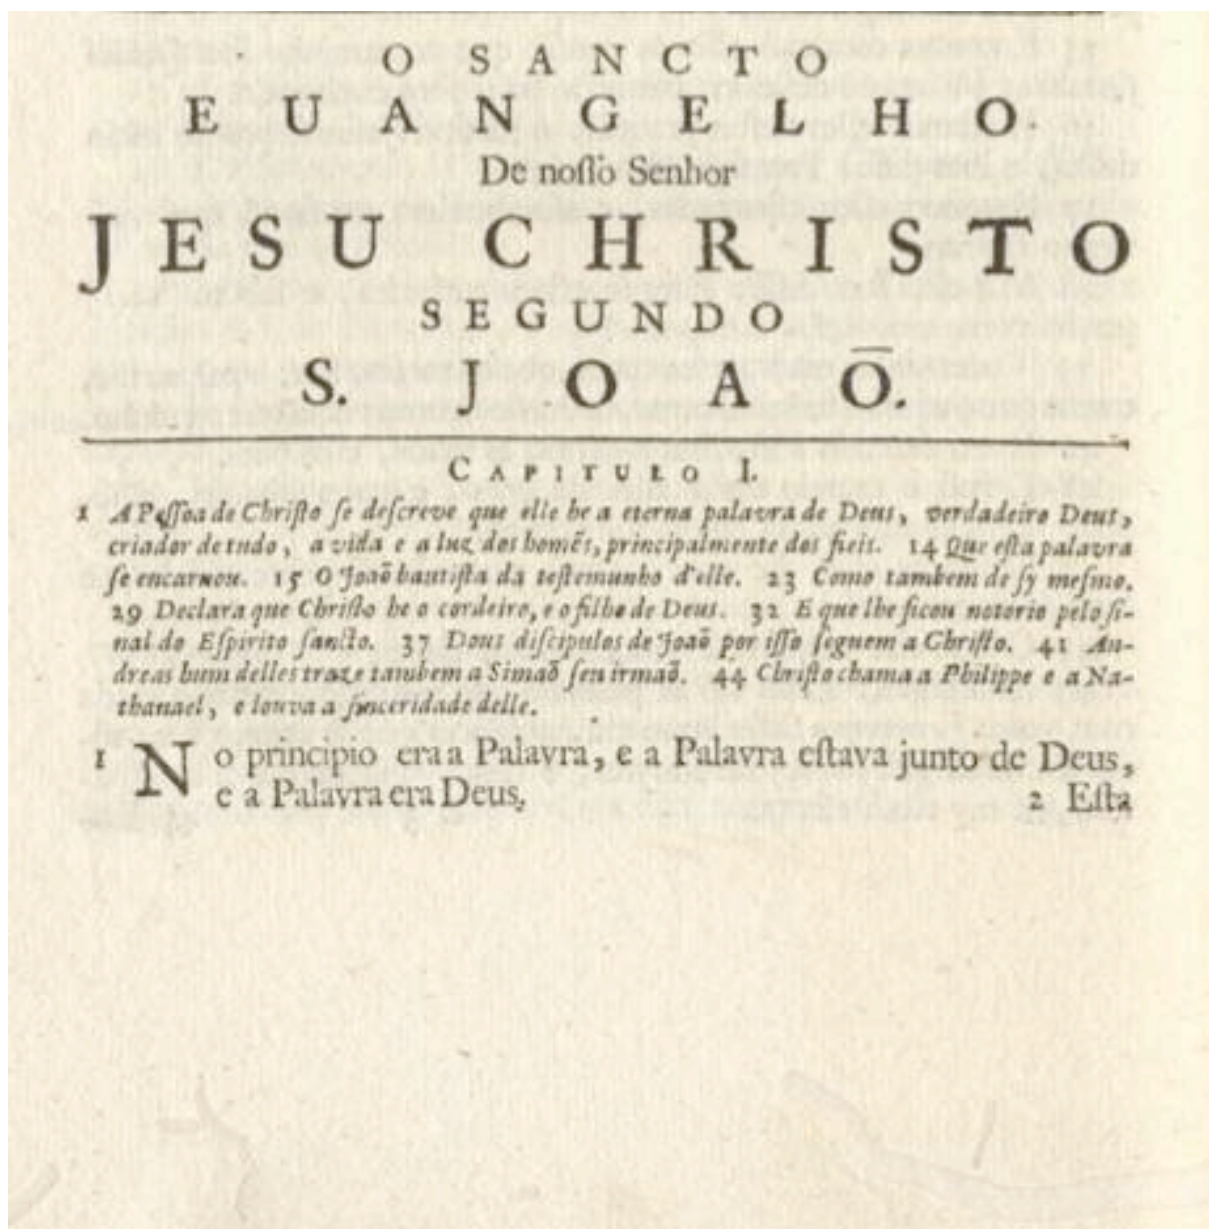 O SANCTO
EUANGELHO
De noſſo Senhor
JESU CHRISTO
SEGUNDO
S. JOAŌ.
CAPITULO I.
1 A Peſſoa de Chriſto ſe deſcreve que elle he a eterna palavra de Deus, verdadeiro Deus,
criador de tudo, a vida e a luz dos homẽs, principalmente dos fieis. 14 Que eſta palavra
ſe encarnou. 15 O Joaõ bautiſta da teſtemunho d'elle. 23 Como tambem de ſy meſmo.
29 Declara que Chriſto he o cordeiro, e o filho de Deus. 32 E que lhe ficou notorio pelo ſi-
nal do Eſpirito ſancto. 37 Dous diſcipulos de Joaõ por iſſo ſeguem a Chriſto. 41 An-
dreas hum delles traze tambem a Simaõ ſeu irmaõ. 44 Chriſto chama a Philippe e a Na-
thanael, e louva a ſinceridade delle.
1 No principio era a Palavra, e a Palavra eſtava junto de Deus,
e a Palavra era Deus. 2 Eſta